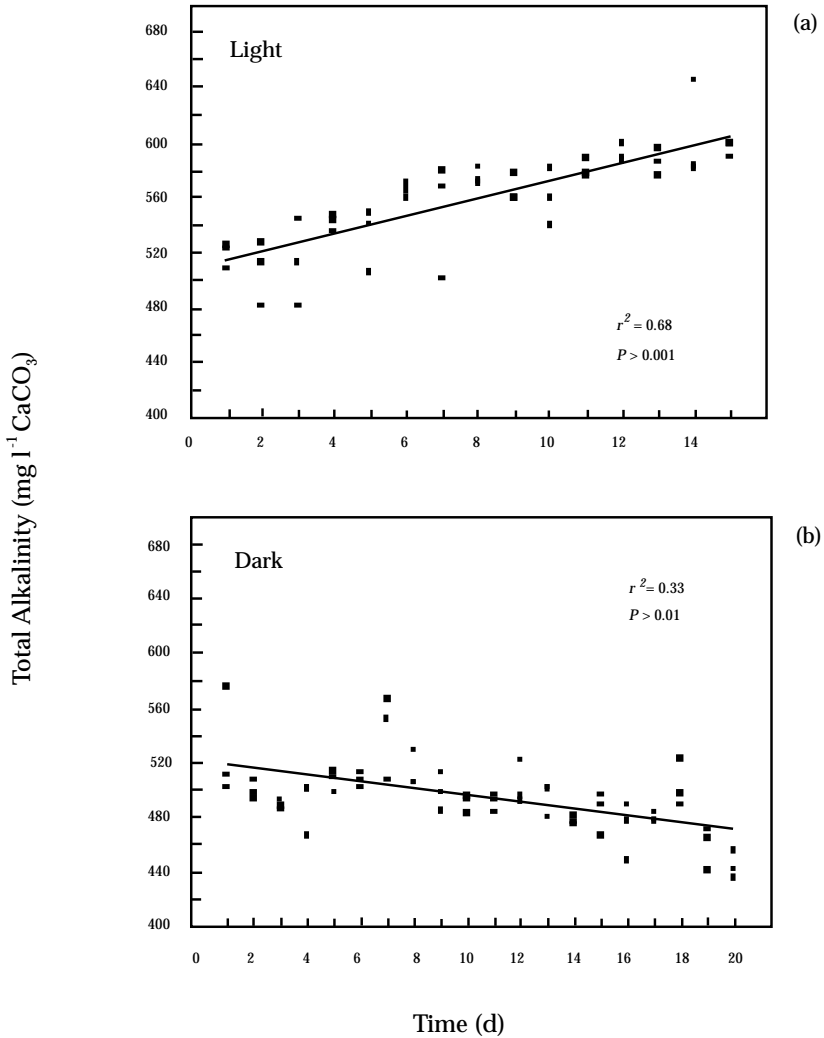 (a)
Light
680
640
600
560
520
480
440
400
r² = 0.68
P > 0.001
0 2 4 6 8 10 12 14
Total Alkalinity (mg l⁻¹ CaCO₃)
(b)
Dark
680
640
600
560
520
480
440
400
r² = 0.33
P > 0.01
0 2 4 6 8 10 12 14 16 18 20
Time (d)